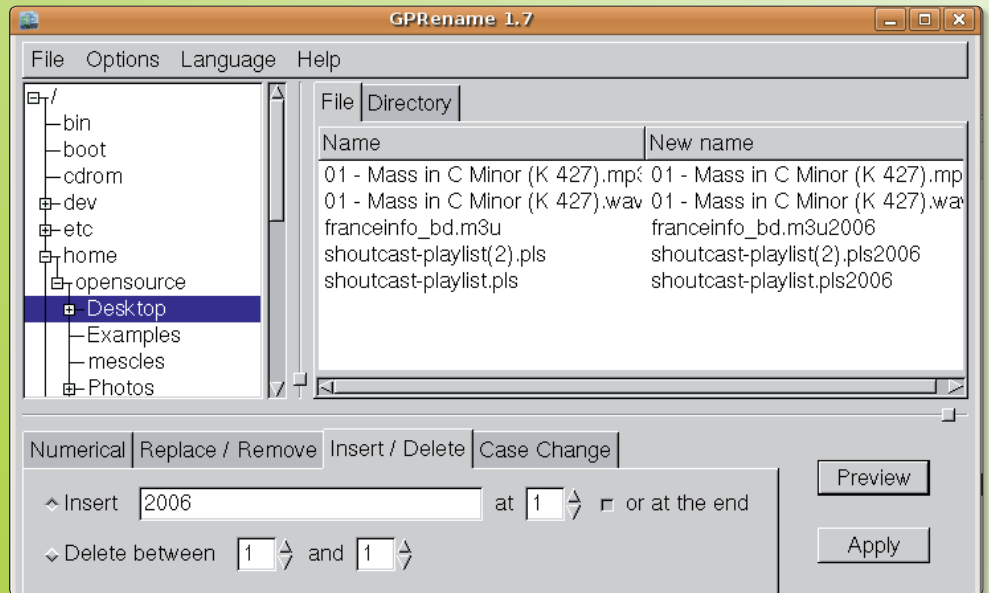 GPRename 1.7
File Options Language Help
/
bin
boot
cdrom
dev
etc
home
opensource
Desktop
Examples
mescles
Photos
File Directory
Name New name
01 - Mass in C Minor (K 427).mp3 01 - Mass in C Minor (K 427).mp
01 - Mass in C Minor (K 427).wav 01 - Mass in C Minor (K 427).wav
franceinfo_bd.m3u franceinfo_bd.m3u2006
shoutcast-playlist(2).pls shoutcast-playlist(2).pls2006
shoutcast-playlist.pls shoutcast-playlist.pls2006
Numerical Replace / Remove Insert / Delete Case Change
Insert 2006 at 1 or at the end
Delete between 1 and 1
Preview
Apply